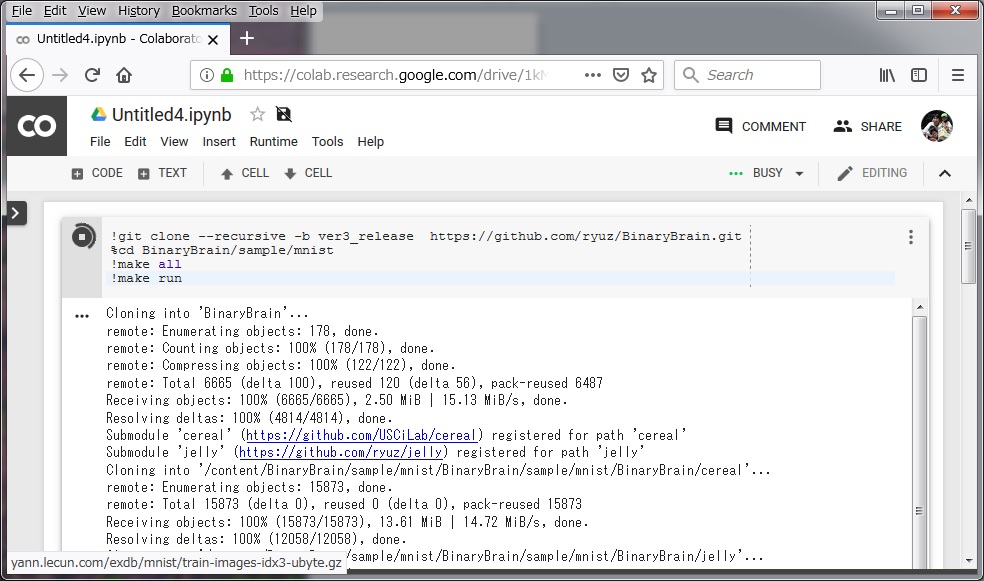 File Edit View History Bookmarks Tools Help
Untitled4.ipynb - Colaborato
https://colab.research.google.com/drive/1k
Search
CO Untitled4.ipynb
File Edit View Insert Runtime Tools Help
COMMENT SHARE
CODE TEXT CELL CELL BUSY EDITING
!git clone --recursive -b ver3_release https://github.com/ryuz/BinaryBrain.git
%cd BinaryBrain/sample/mnist
!make all
!make run
Cloning into 'BinaryBrain'...
remote: Enumerating objects: 178, done.
remote: Counting objects: 100% (178/178), done.
remote: Compressing objects: 100% (122/122), done.
remote: Total 6665 (delta 100), reused 120 (delta 56), pack-reused 6487
Receiving objects: 100% (6665/6665), 2.50 MiB | 15.13 MiB/s, done.
Resolving deltas: 100% (4814/4814), done.
Submodule 'cereal' (https://github.com/USCiLab/cereal) registered for path 'cereal'
Submodule 'jelly' (https://github.com/ryuz/jelly) registered for path 'jelly'
Cloning into '/content/BinaryBrain/sample/mnist/BinaryBrain/sample/mnist/BinaryBrain/cereal'...
remote: Enumerating objects: 15873, done.
remote: Total 15873 (delta 0), reused 0 (delta 0), pack-reused 15873
Receiving objects: 100% (15873/15873), 13.61 MiB | 14.72 MiB/s, done.
Resolving deltas: 100% (12058/12058), done.
/sample/mnist/BinaryBrain/jelly'...
yann.lecun.com/exdb/mnist/train-images-idx3-ubyte.gz